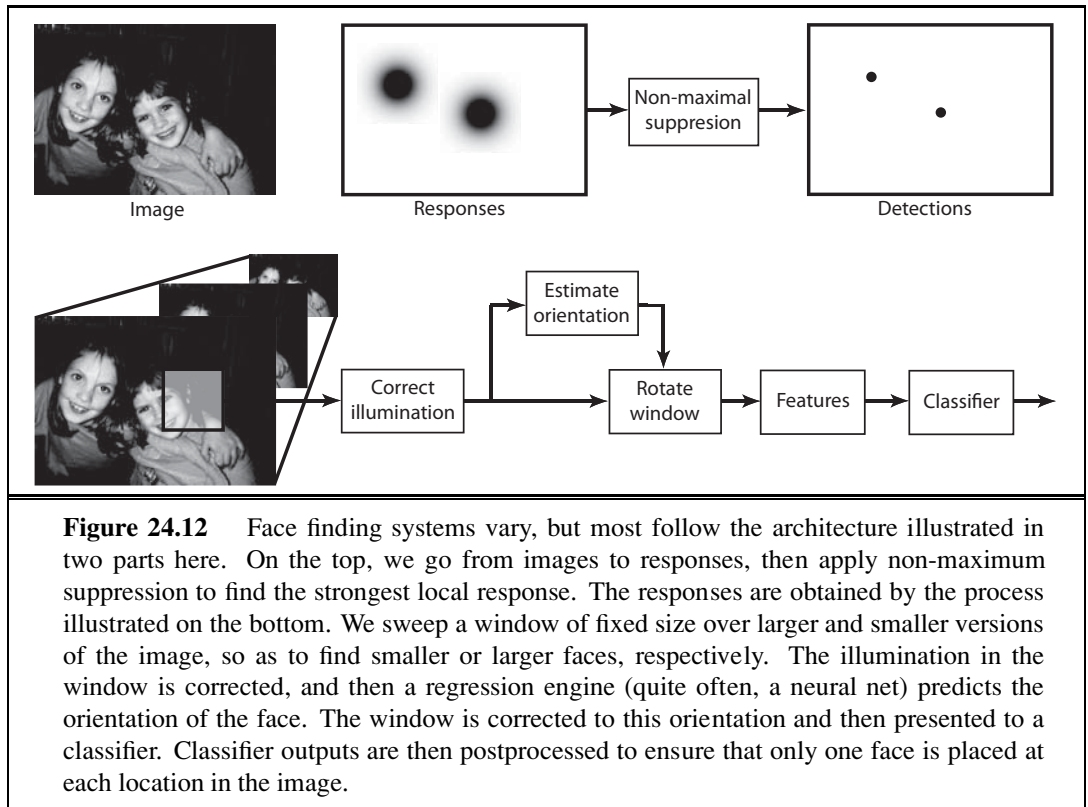 Image
Responses
Non-maximal
suppresion
Detections
Correct
illumination
Estimate
orientation
Rotate
window
Features
Classifier
Figure 24.12 Face finding systems vary, but most follow the architecture illustrated in
two parts here. On the top, we go from images to responses, then apply non-maximum
suppression to find the strongest local response. The responses are obtained by the process
illustrated on the bottom. We sweep a window of fixed size over larger and smaller versions
of the image, so as to find smaller or larger faces, respectively. The illumination in the
window is corrected, and then a regression engine (quite often, a neural net) predicts the
orientation of the face. The window is corrected to this orientation and then presented to a
classifier. Classifier outputs are then postprocessed to ensure that only one face is placed at
each location in the image.